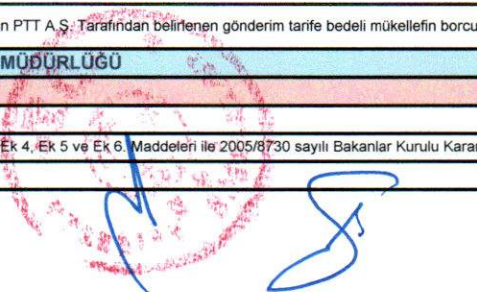 n PTT A.Ş. Tarafından belirlenen gönderim tarife bedeli mükellefin borcu
MÜDÜRLÜĞÜ
Ek 4, Ek 5 ve Ek 6. Maddeleri ile 2005/8730 sayılı Bakanlar Kurulu Karar